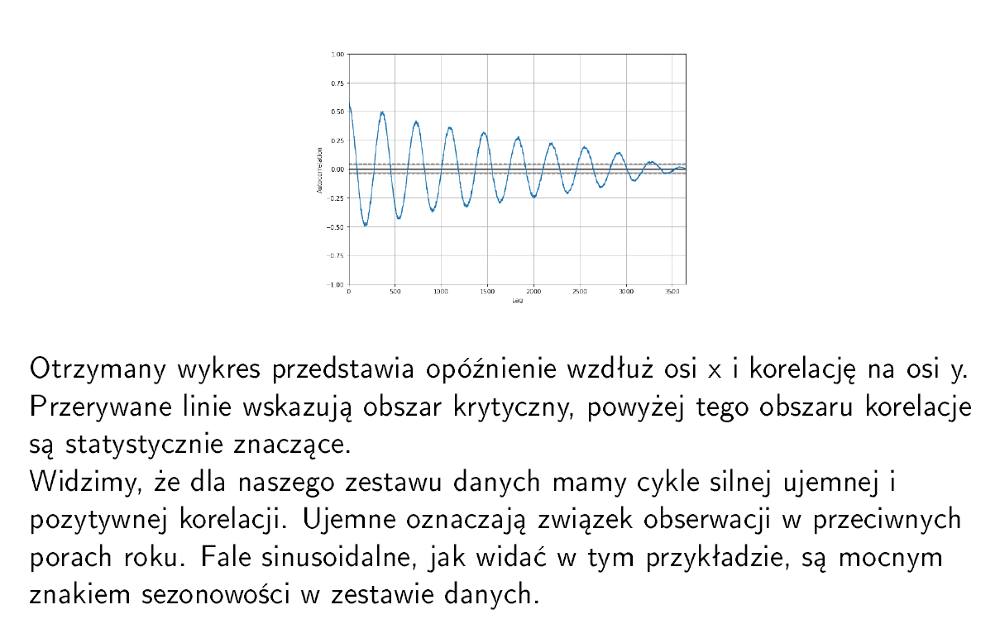 1.00
0.75
0.50
0.25
0.00
−0.25
−0.50
−0.75
−1.00
Autocorrelation
0 500 1000 1500 2000 2500 3000 3500
Lag
Otrzymany wykres przedstawia opóźnienie wzdłuż osi x i korelację na osi y.
Przerywane linie wskazują obszar krytyczny, powyżej tego obszaru korelacje
są statystycznie znaczące.
Widzimy, że dla naszego zestawu danych mamy cykle silnej ujemnej i
pozytywnej korelacji. Ujemne oznaczają związek obserwacji w przeciwnych
porach roku. Fale sinusoidalne, jak widać w tym przykładzie, są mocnym
znakiem sezonowości w zestawie danych.